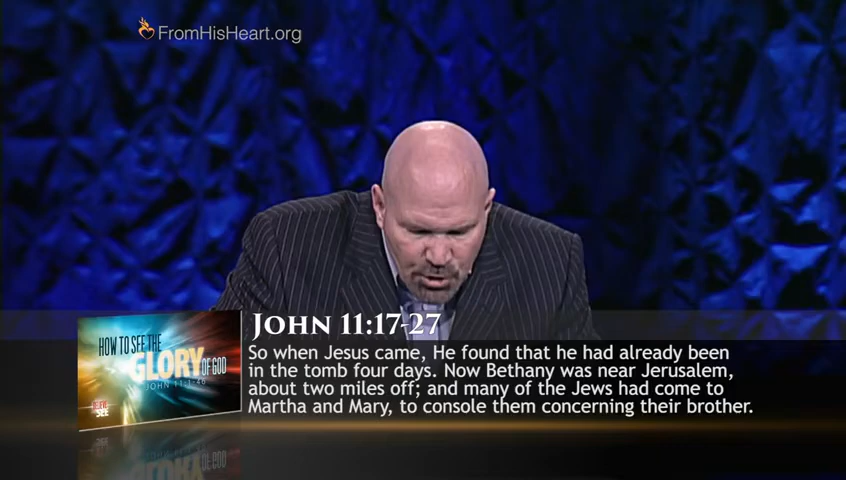 FromHisHeart.org
JOHN 11:17-27
So when Jesus came, He found that he had already been
in the tomb four days. Now Bethany was near Jerusalem,
about two miles off; and many of the Jews had come to
Martha and Mary, to console them concerning their brother.
HOW TO SEE THE
GLORY OF GOD
JOHN 11:1-46
SEE